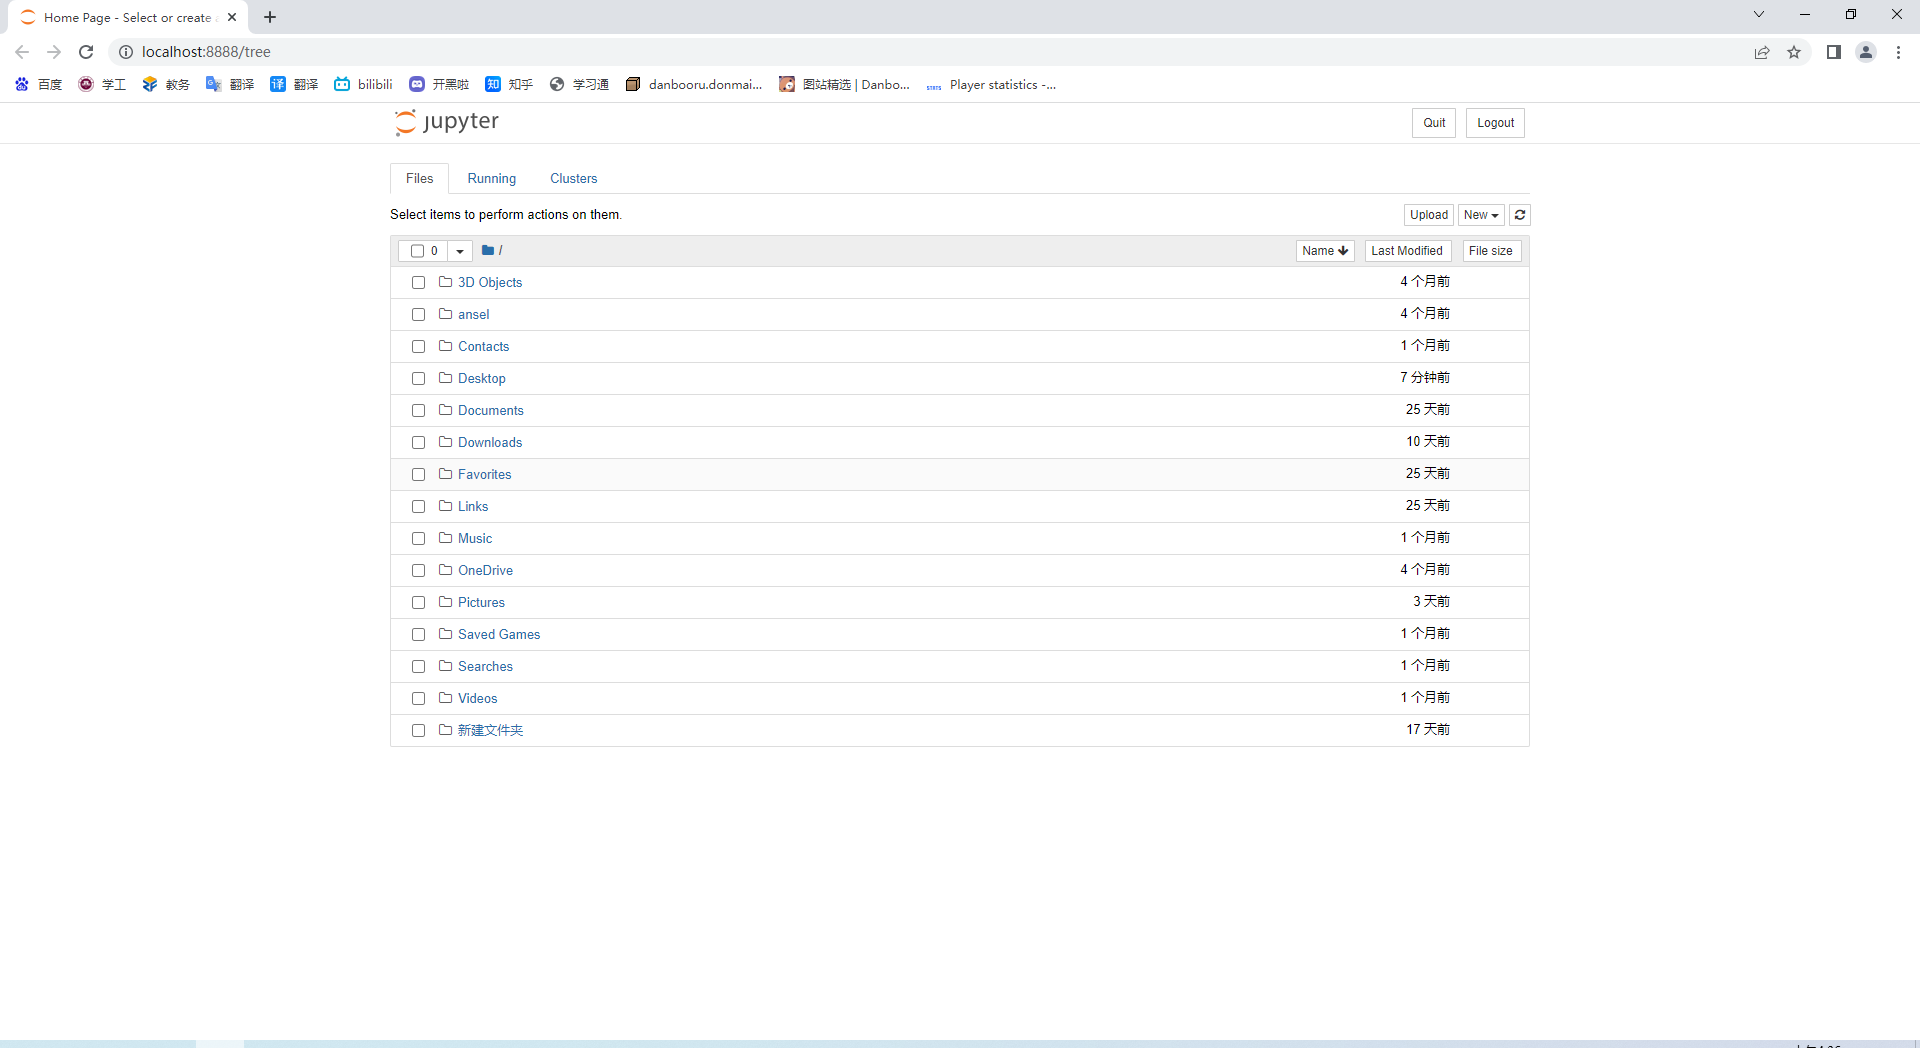 Home Page - Select or create
localhost:8888/tree
百度 学工 教务 翻译 译 翻译 bilibili 开黑啦 知 知乎 学习通 danbooru.donmai... 图站精选 | Danbo... STATS Player statistics -...
jupyter Quit Logout
Files Running Clusters
Select items to perform actions on them. Upload New
0 / Name Last Modified File size
3D Objects 4 个月前
ansel 4 个月前
Contacts 1 个月前
Desktop 7 分钟前
Documents 25 天前
Downloads 10 天前
Favorites 25 天前
Links 25 天前
Music 1 个月前
OneDrive 4 个月前
Pictures 3 天前
Saved Games 1 个月前
Searches 1 个月前
Videos 1 个月前
新建文件夹 17 天前